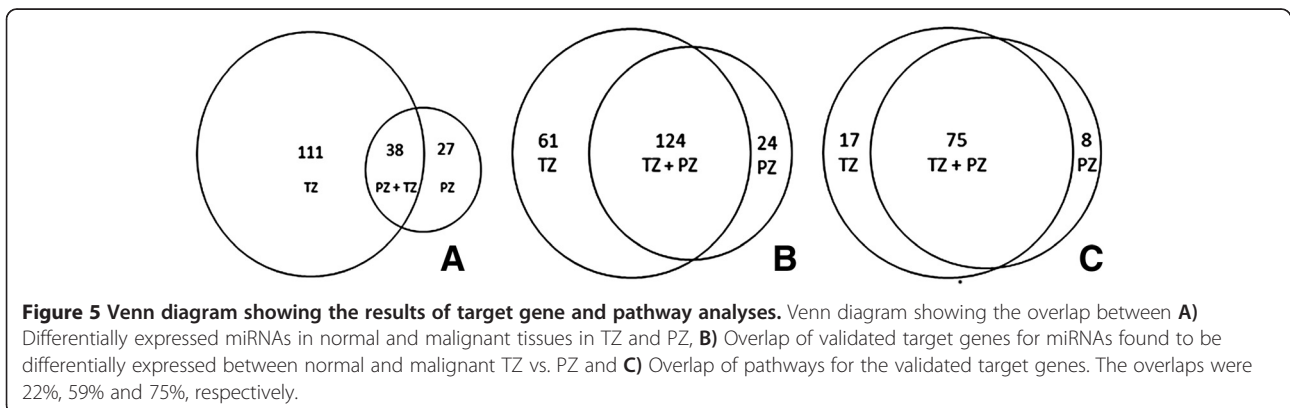 111
TZ
38
PZ + TZ
27
PZ
A
61
TZ
124
TZ + PZ
24
PZ
B
17
TZ
75
TZ + PZ
8
PZ
C
Figure 5 Venn diagram showing the results of target gene and pathway analyses. Venn diagram showing the overlap between A)
Differentially expressed miRNAs in normal and malignant tissues in TZ and PZ, B) Overlap of validated target genes for miRNAs found to be
differentially expressed between normal and malignant TZ vs. PZ and C) Overlap of pathways for the validated target genes. The overlaps were
22%, 59% and 75%, respectively.